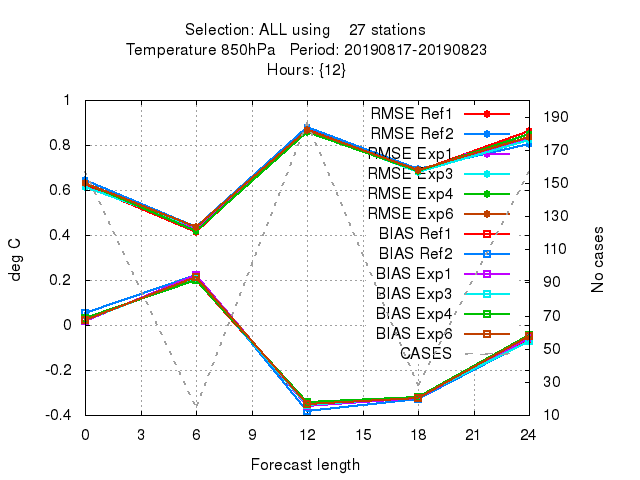 Selection: ALL using 27 stations
Temperature 850hPa Period: 20190817-20190823
Hours: {12}
1
0.8
0.6
0.4
0.2
0
-0.2
-0.4
deg C
RMSE Ref1
RMSE Ref2
RMSE Exp1
RMSE Exp3
RMSE Exp4
RMSE Exp6
BIAS Ref1
BIAS Ref2
BIAS Exp1
BIAS Exp3
BIAS Exp4
BIAS Exp6
CASES
190
170
150
130
110
90
70
50
30
10
No cases
0 3 6 9 12 15 18 21 24
Forecast length